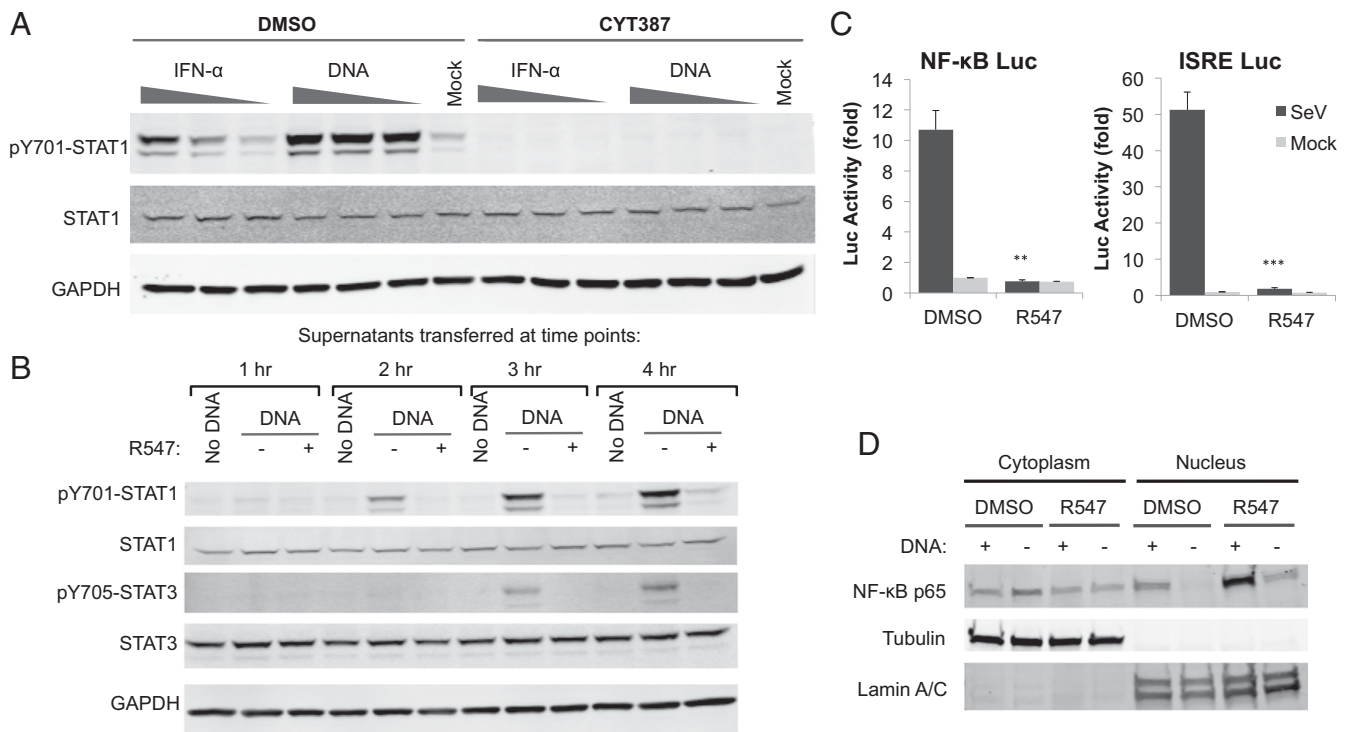 A
DMSO
CYT387
IFN-α
DNA
Mock
IFN-α
DNA
Mock
pY701-STAT1
STAT1
GAPDH
B
Supernatants transferred at time points:
1 hr
2 hr
3 hr
4 hr
No DNA
DNA
No DNA
DNA
No DNA
DNA
No DNA
DNA
R547:
- + - + - + - +
pY701-STAT1
STAT1
pY705-STAT3
STAT3
GAPDH
C
NF-κB Luc
Luc Activity (fold)
14
12
10
8
6
4
2
0
**
DMSO
R547
ISRE Luc
Luc Activity (fold)
60
50
40
30
20
10
0
***
DMSO
R547
SeV
Mock
D
Cytoplasm
Nucleus
DMSO
R547
DMSO
R547
DNA:
+ - + - + - + -
NF-κB p65
Tubulin
Lamin A/C